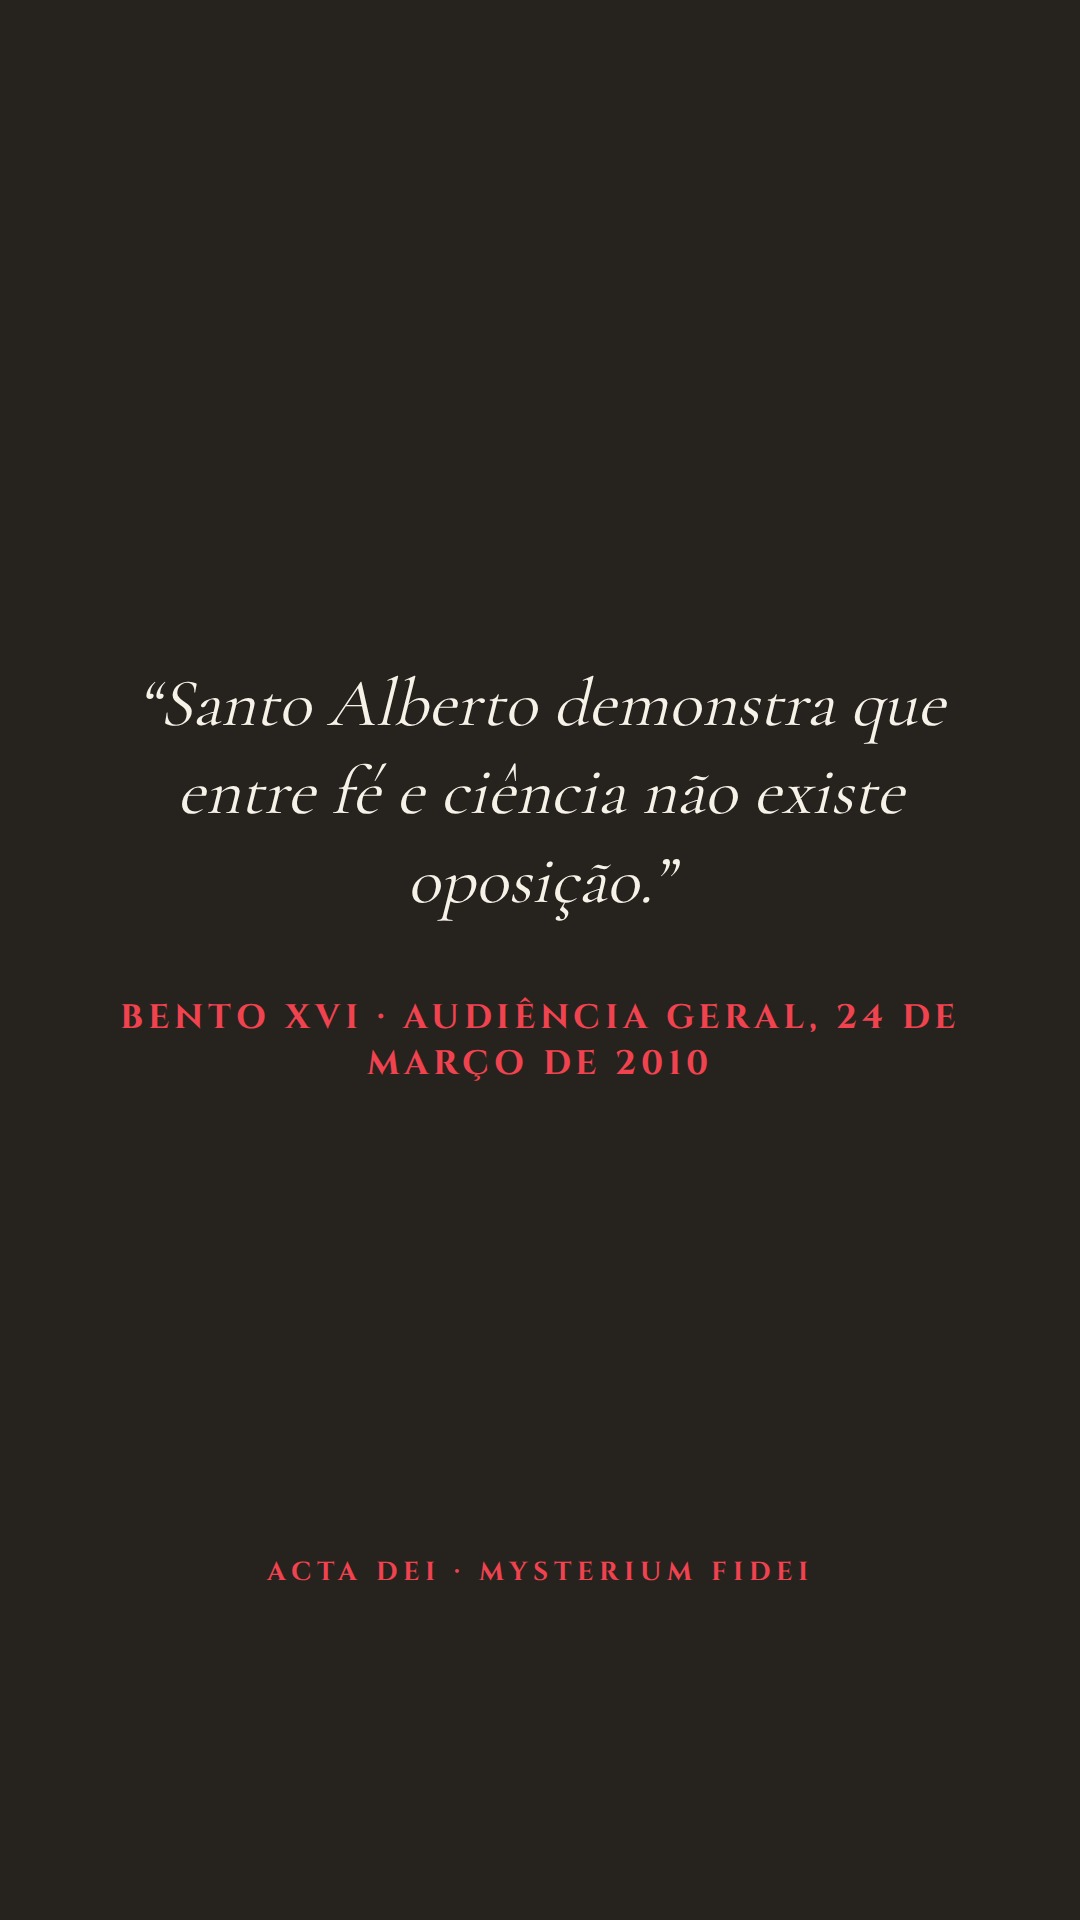 “Santo Alberto demonstra que
entre fé e ciência não existe
oposição.”
BENTO XVI · AUDIÊNCIA GERAL, 24 DE
MARÇO DE 2010
ACTA DEI · MYSTERIUM FIDEI